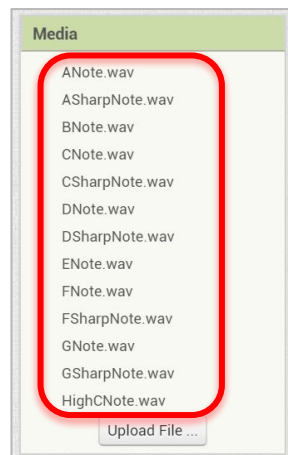 Media
ANote.wav
ASharpNote.wav
BNote.wav
CNote.wav
CSharpNote.wav
DNote.wav
DSharpNote.wav
ENote.wav
FNote.wav
FSharpNote.wav
GNote.wav
GSharpNote.wav
HighCNote.wav
Upload File ...